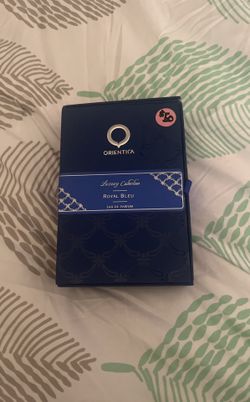 ORIENTICA
Luxury Collection
ROYAL BLEU
EAU DE PARFUM